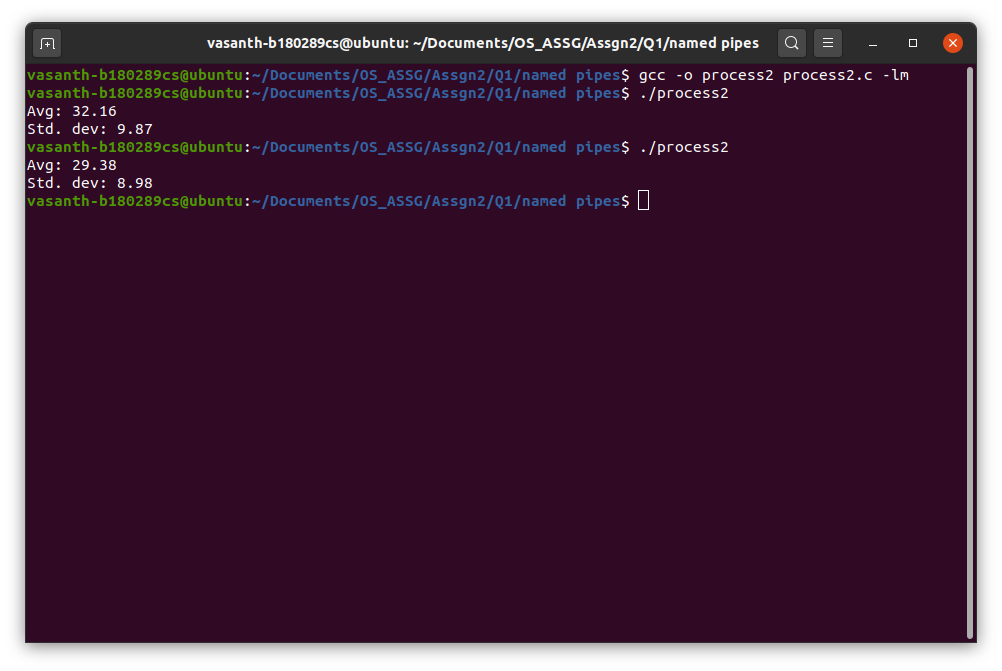 vasanth-b180289cs@ubuntu: ~/Documents/OS_ASSG/Assgn2/Q1/named pipes
vasanth-b180289cs@ubuntu:~/Documents/OS_ASSG/Assgn2/Q1/named pipes$ gcc -o process2 process2.c -lm
vasanth-b180289cs@ubuntu:~/Documents/OS_ASSG/Assgn2/Q1/named pipes$ ./process2
Avg: 32.16
Std. dev: 9.87
vasanth-b180289cs@ubuntu:~/Documents/OS_ASSG/Assgn2/Q1/named pipes$ ./process2
Avg: 29.38
Std. dev: 8.98
vasanth-b180289cs@ubuntu:~/Documents/OS_ASSG/Assgn2/Q1/named pipes$